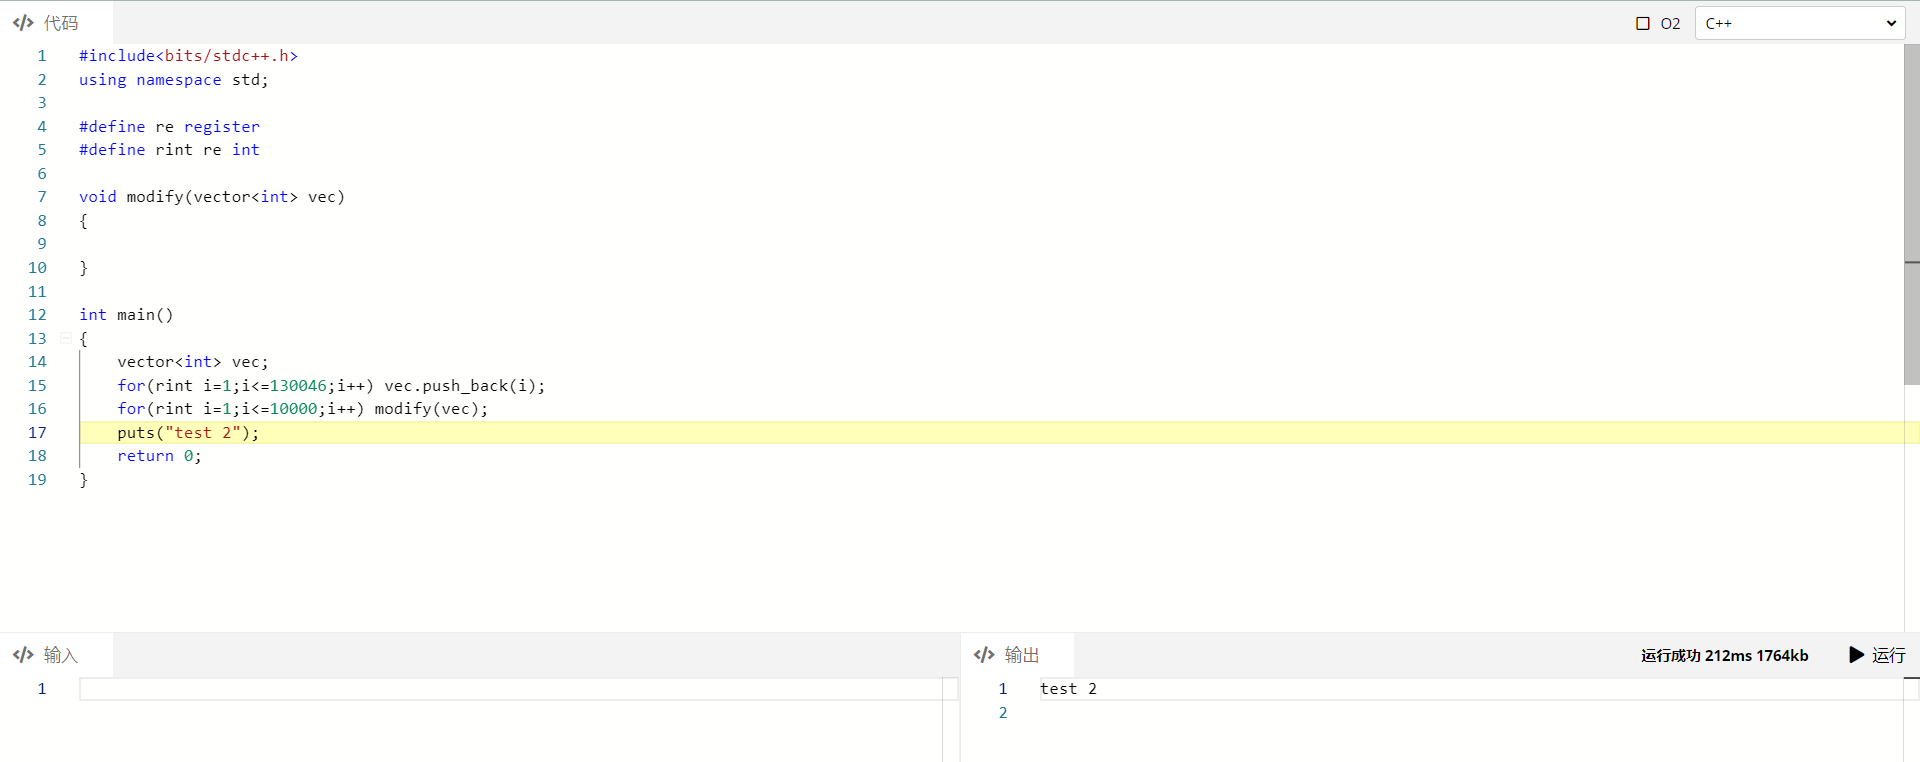 代码
O2 C++
1 #include<bits/stdc++.h>
2 using namespace std;
3
4 #define re register
5 #define rint re int
6
7 void modify(vector<int> vec)
8 {
9
10 }
11
12 int main()
13 {
14     vector<int> vec;
15     for(rint i=1;i<=130046;i++) vec.push_back(i);
16     for(rint i=1;i<=10000;i++) modify(vec);
17     puts("test 2");
18     return 0;
19 }
输入
1
输出
运行成功 212ms 1764kb
运行
1 test 2
2